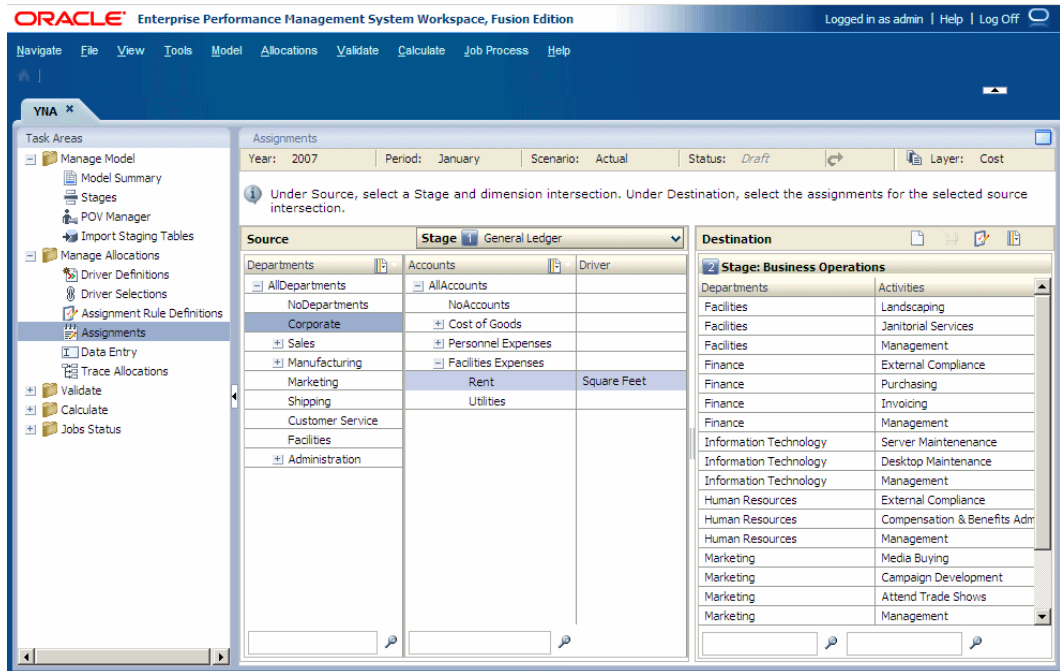 ORACLE Enterprise Performance Management System Workspace, Fusion Edition
Logged in as admin | Help | Log Off
Navigate File View Tools Model Allocations Validate Calculate Job Process Help
YNA
Task Areas
Manage Model
Model Summary
Stages
POV Manager
Import Staging Tables
Manage Allocations
Driver Definitions
Driver Selections
Assignment Rule Definitions
Assignments
Data Entry
Trace Allocations
Validate
Calculate
Jobs Status
Assignments
Year: 2007 Period: January Scenario: Actual Status: Draft Layer: Cost
Under Source, select a Stage and dimension intersection. Under Destination, select the assignments for the selected source
intersection.
Source Stage 1 General Ledger
Departments Accounts Driver
AllDepartments AllAccounts
NoDepartments NoAccounts
Corporate Cost of Goods
Sales Personnel Expenses
Manufacturing Facilities Expenses
Marketing Rent Square Feet
Shipping Utilities
Customer Service
Facilities
Administration
Destination
2 Stage: Business Operations
Departments Activities
Facilities Landscaping
Facilities Janitorial Services
Facilities Management
Finance External Compliance
Finance Purchasing
Finance Invoicing
Finance Management
Information Technology Server Maintenenance
Information Technology Desktop Maintenance
Information Technology Management
Human Resources External Compliance
Human Resources Compensation & Benefits Adm
Human Resources Management
Marketing Media Buying
Marketing Campaign Development
Marketing Attend Trade Shows
Marketing Management